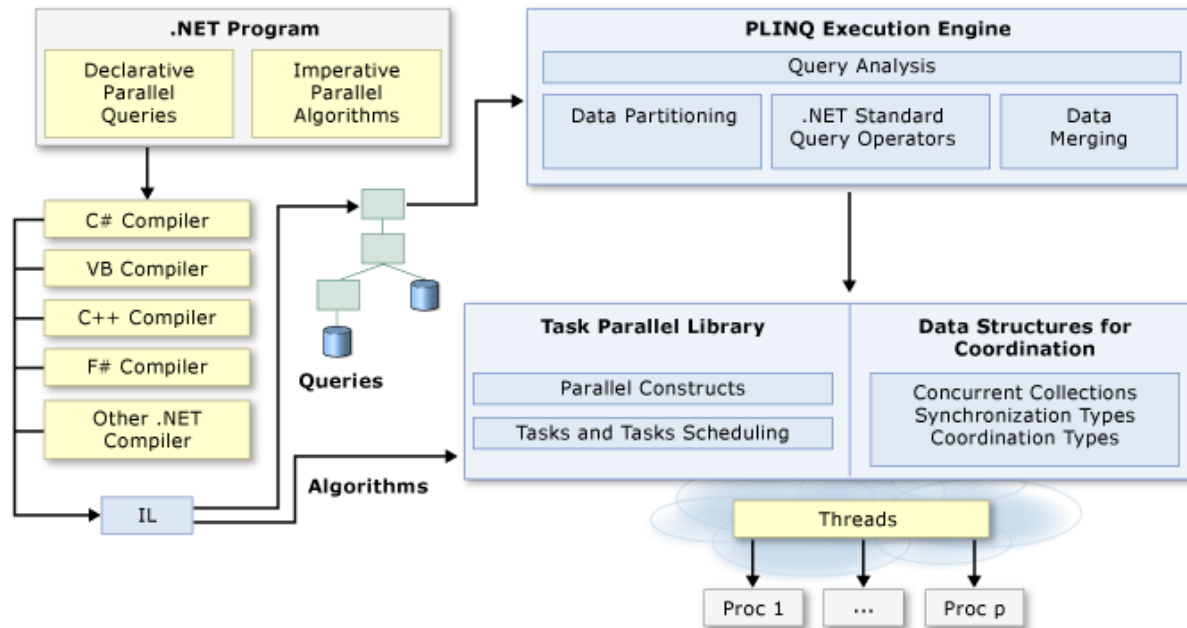 .NET Program
Declarative
Parallel
Queries
Imperative
Parallel
Algorithms
PLINQ Execution Engine
Query Analysis
Data Partitioning
.NET Standard
Query Operators
Data
Merging
C# Compiler
VB Compiler
C++ Compiler
F# Compiler
Other .NET
Compiler
IL
Queries
Algorithms
Task Parallel Library
Parallel Constructs
Tasks and Tasks Scheduling
Data Structures for
Coordination
Concurrent Collections
Synchronization Types
Coordination Types
Threads
Proc 1
...
Proc p